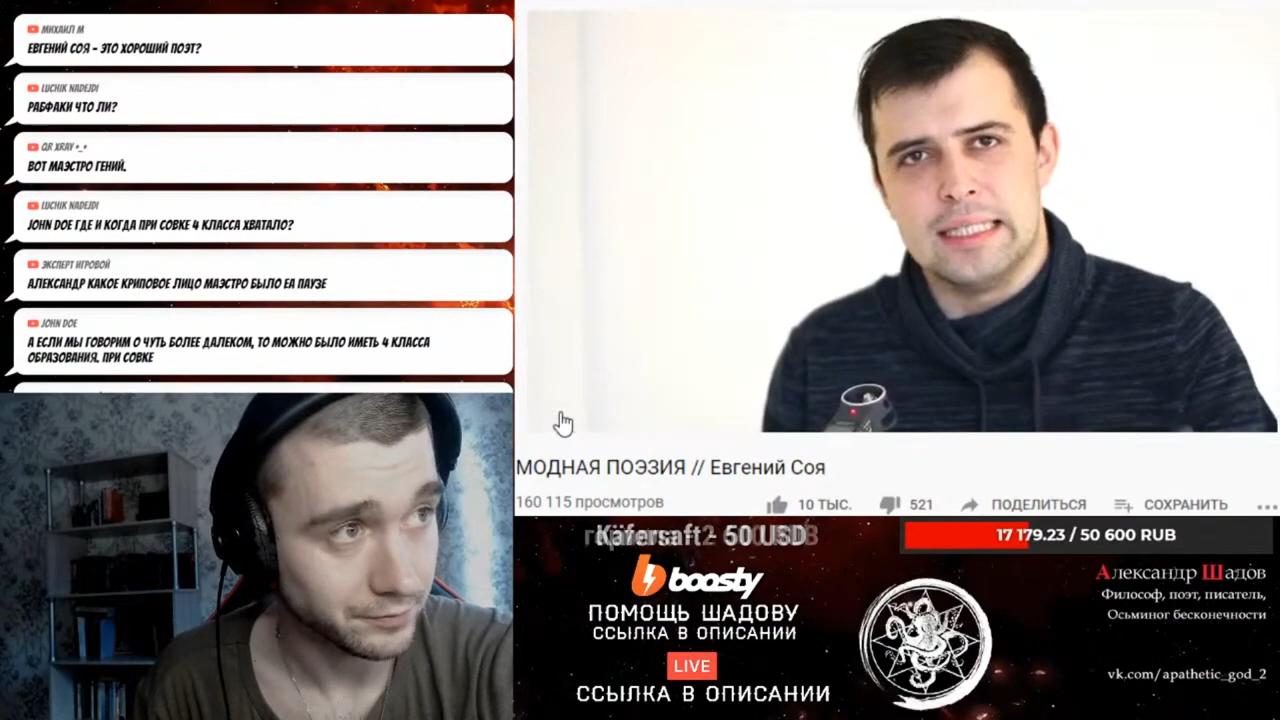 МИХАИЛ М
ЕВГЕНИЙ СОЯ - ЭТО ХОРОШИЙ ПОЭТ?
LUCHIK NADEJDI
РАБФАКИ ЧТО ЛИ?
QR XRAY •_•
ВОТ МАЭСТРО ГЕНИЙ.
LUCHIK NADEJDI
JOHN DOE ГДЕ И КОГДА ПРИ СОВКЕ 4 КЛАССА ХВАТАЛО?
ЭКСПЕРТ ИГРОВОЙ
АЛЕКСАНДР КАКОЕ КРИПОВОЕ ЛИЦО МАЭСТРО БЫЛО ЕА ПАУЗЕ
JOHN DOE
А ЕСЛИ МЫ ГОВОРИМ О ЧУТЬ БОЛЕЕ ДАЛЕКОМ, ТО МОЖНО БЫЛО ИМЕТЬ 4 КЛАССА
ОБРАЗОВАНИЯ. ПРИ СОВКЕ
МОДНАЯ ПОЭЗИЯ // Евгений Соя
160 115 просмотров
10 ТЫС.
521
ПОДЕЛИТЬСЯ
СОХРАНИТЬ
Käfersaft - 50 USD
17 179.23 / 50 600 RUB
boosty
ПОМОЩЬ ШАДОВУ
ССЫЛКА В ОПИСАНИИ
LIVE
ССЫЛКА В ОПИСАНИИ
Александр Шадов
Философ, поэт, писатель,
Осьминог бесконечности
vk.com/apathetic_god_2